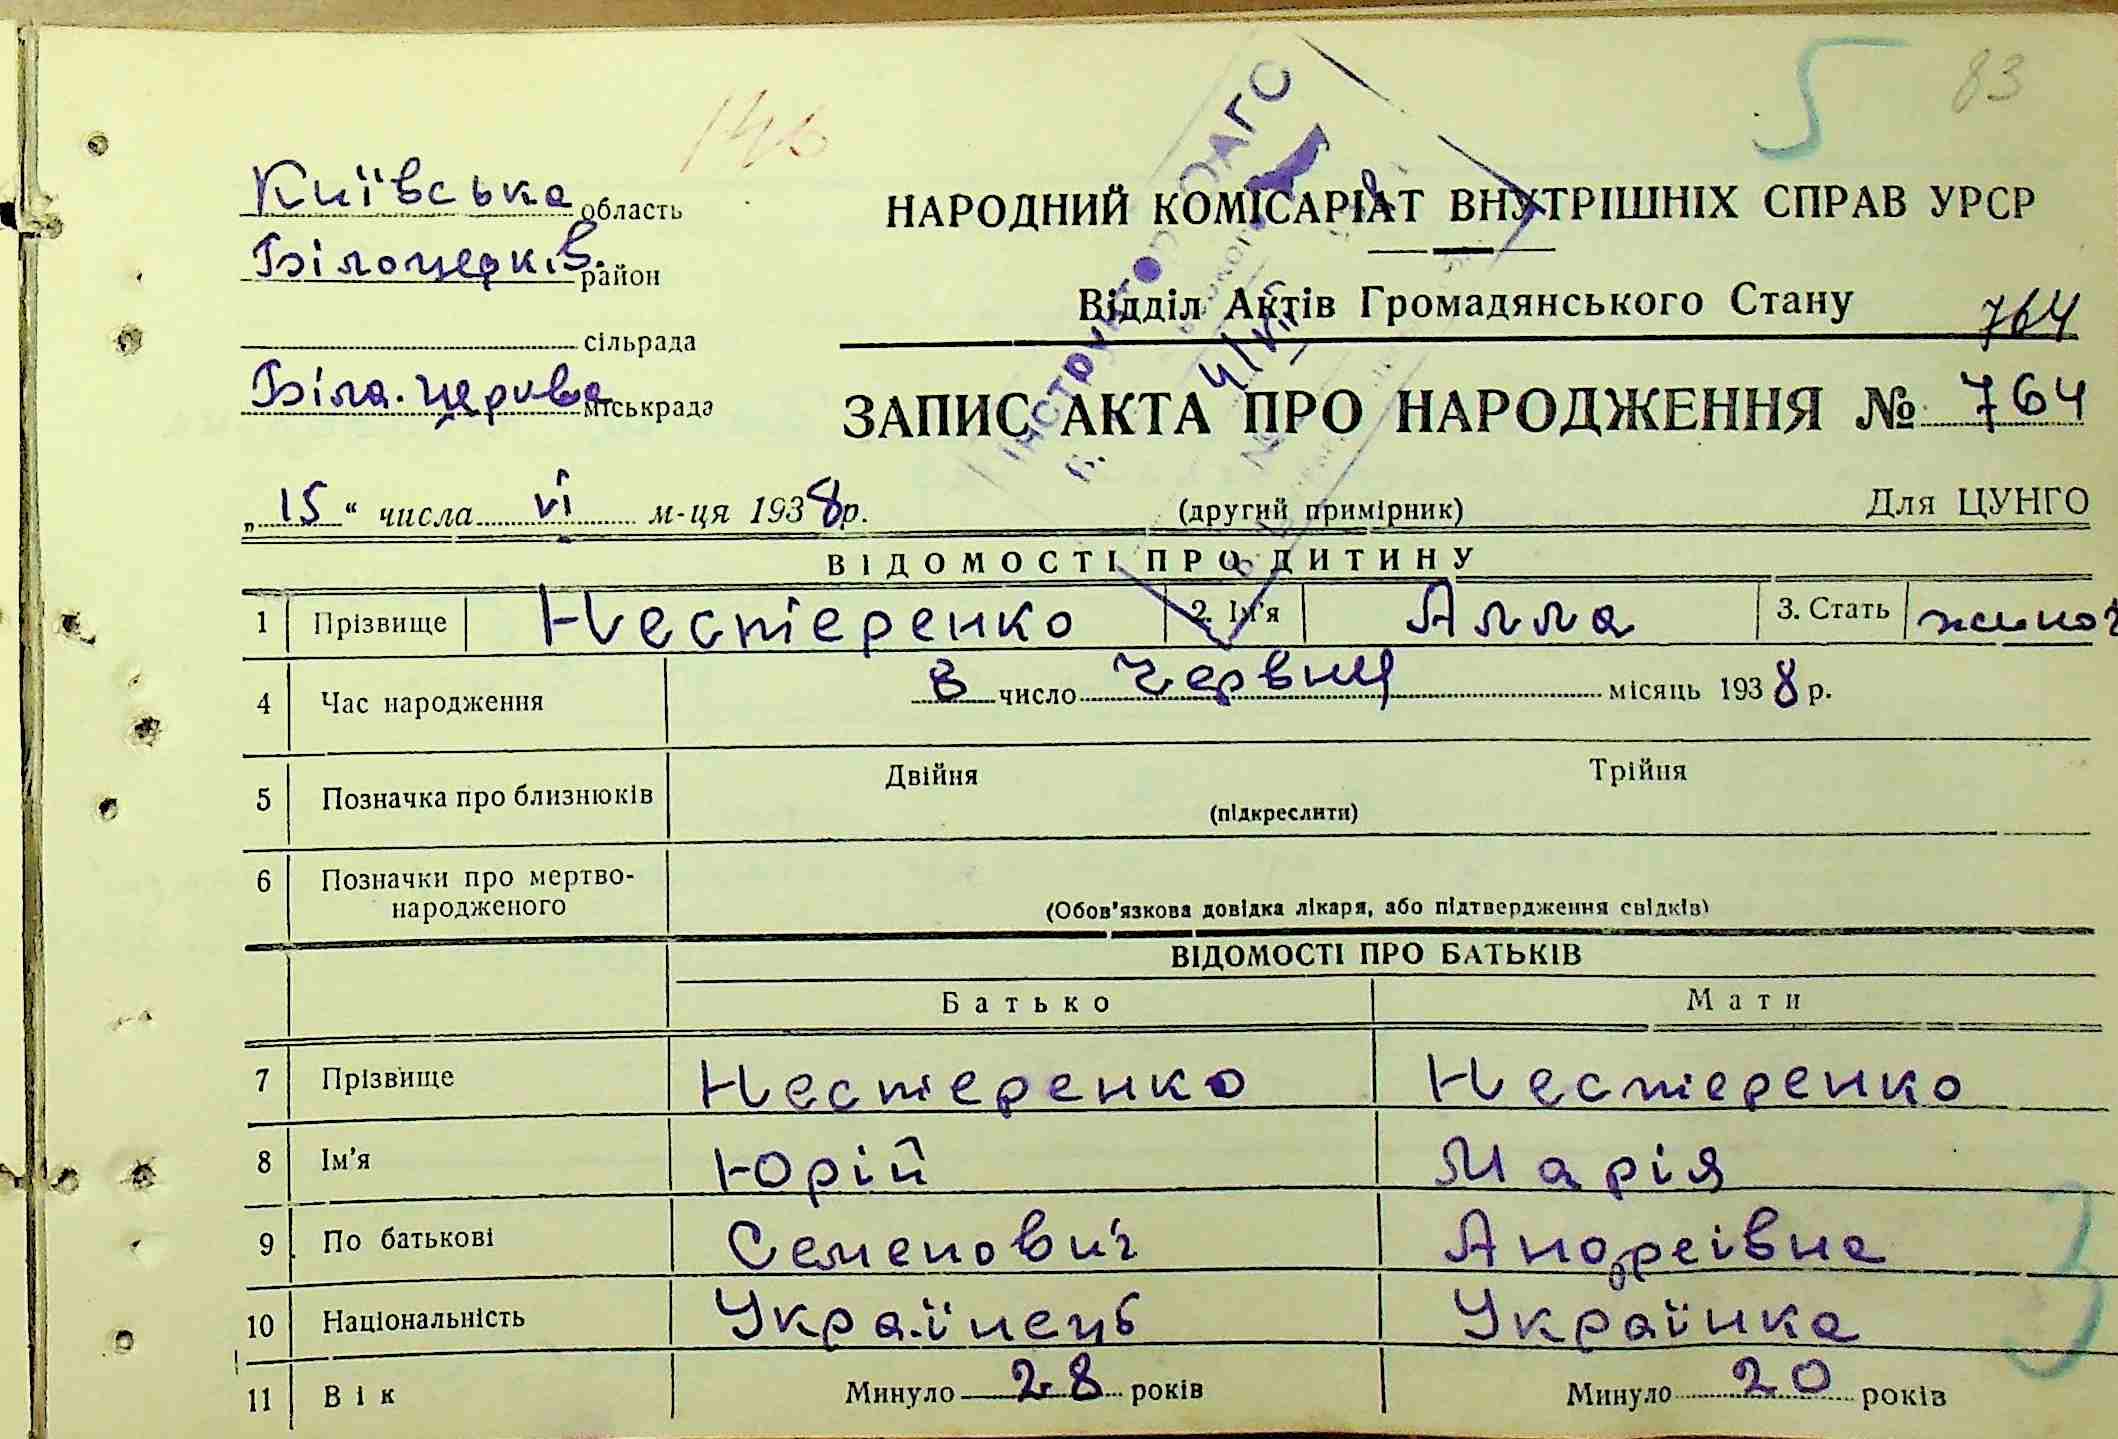 146
5
83
Київська область
Білоцерків. район
сільрада
Біла-церква міськрада
НАРОДНИЙ КОМІСАРІАТ ВНУТРІШНІХ СПРАВ УРСР
Відділ Актів Громадянського Стану
764
ЗАПИС АКТА ПРО НАРОДЖЕННЯ № 764
„15“ числа VI м-ця 1938 р.
(другий примірник)
Для ЦУНГО
ВІДОМОСТІ ПРО ДИТИНУ
1 Прізвище Нестеренко 2. Ім'я Алла 3. Стать жіноч
4 Час народження 3 число Червня місяць 1938 р.
5 Позначка про близнюків Двійня Трійня
(підкреслити)
6 Позначки про мертво-
народженого
(Обов'язкова довідка лікаря, або підтвердження свідків)
ВІДОМОСТІ ПРО БАТЬКІВ
Батько Мати
7 Прізвище Нестеренко Нестеренко
8 Ім'я Юрій Марія
9 По батькові Семенович Андреівна
10 Національність Українець Українка
11 Вік Минуло 28 років Минуло 20 років